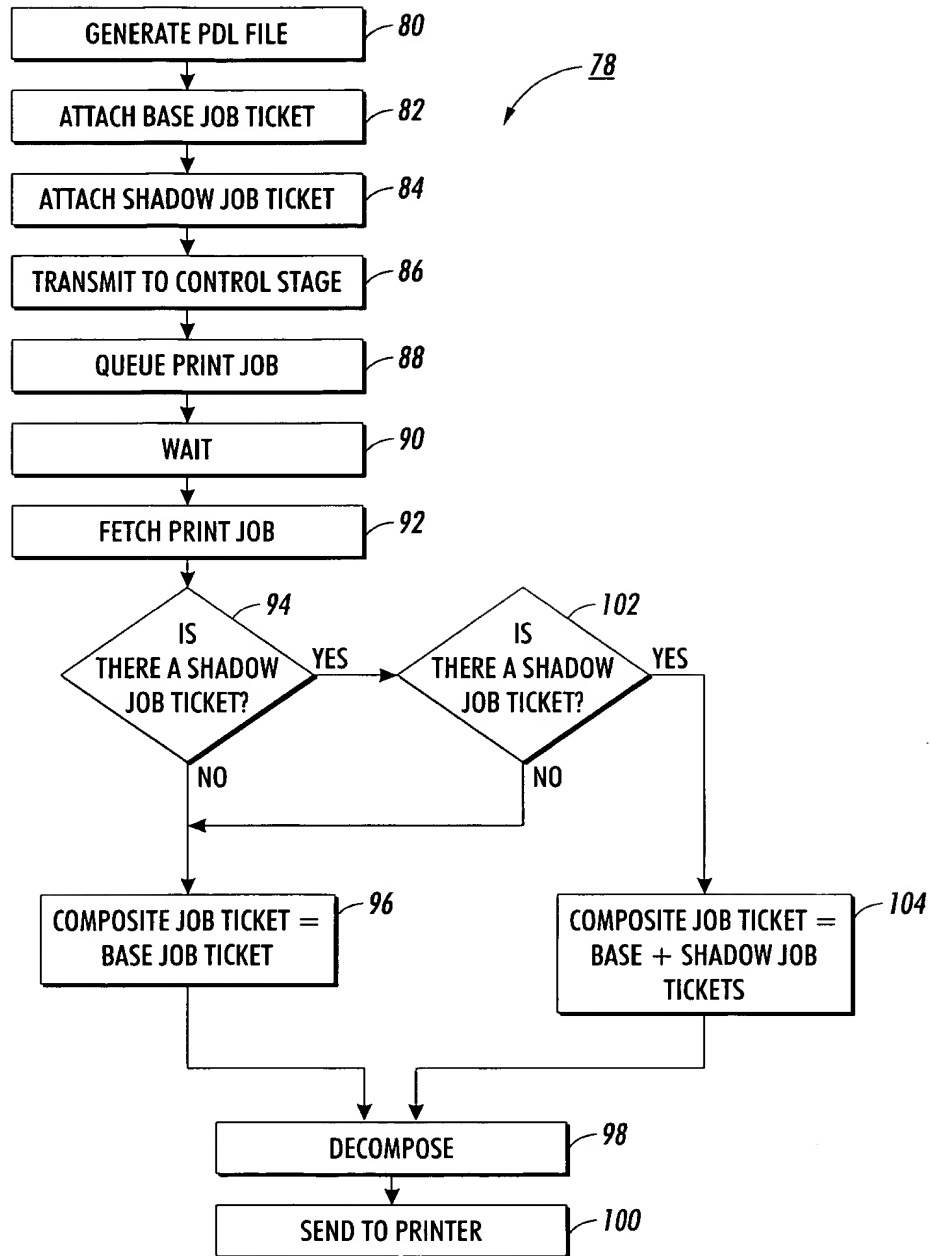 GENERATE PDL FILE
80
78
ATTACH BASE JOB TICKET
82
ATTACH SHADOW JOB TICKET
84
TRANSMIT TO CONTROL STAGE
86
QUEUE PRINT JOB
88
WAIT
90
FETCH PRINT JOB
92
94
IS
THERE A SHADOW
JOB TICKET?
YES
NO
102
IS
THERE A SHADOW
JOB TICKET?
YES
NO
COMPOSITE JOB TICKET =
BASE JOB TICKET
96
COMPOSITE JOB TICKET =
BASE + SHADOW JOB
TICKETS
104
DECOMPOSE
98
SEND TO PRINTER
100